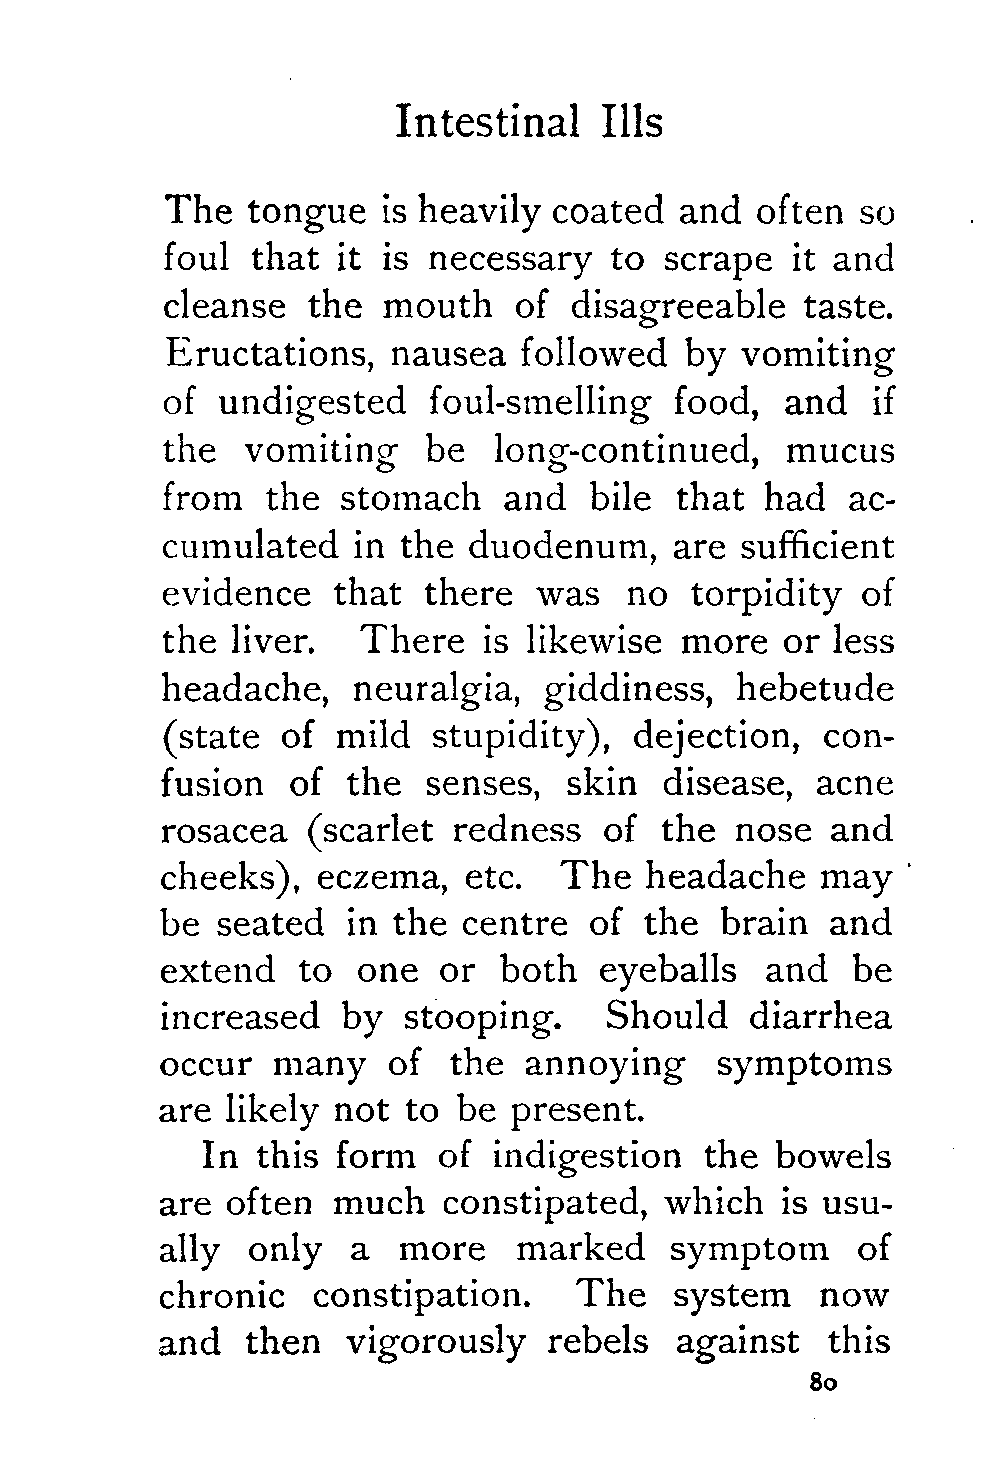 Intestinal Ills
The tongue is heavily coated and often so
foul that it is necessary to scrape it and
cleanse the mouth of disagreeable taste.
Eructations, nausea followed by vomiting
of undigested foul-smelling food, and if
the vomiting be long-continued, mucus
from the stomach and bile that had ac-
cumulated in the duodenum, are sufficient
evidence that there was no torpidity of
the liver. There is likewise more or less
headache, neuralgia, giddiness, hebetude
(state of mild stupidity), dejection, con-
fusion of the senses, skin disease, acne
rosacea (scarlet redness of the nose and
cheeks), eczema, etc. The headache may
be seated in the centre of the brain and
extend to one or both eyeballs and be
increased by stooping. Should diarrhea
occur many of the annoying symptoms
are likely not to be present.
In this form of indigestion the bowels
are often much constipated, which is usu-
ally only a more marked symptom of
chronic constipation. The system now
and then vigorously rebels against this
80